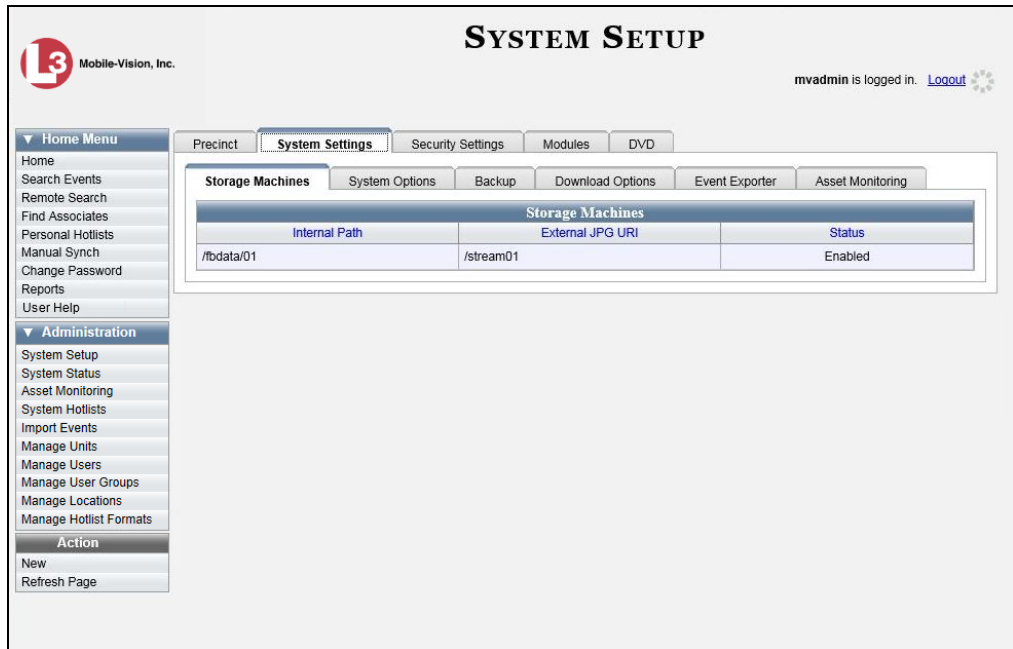 SYSTEM SETUP
L3 Mobile-Vision, Inc.
mvadmin is logged in. Logout
▼ Home Menu
Home
Search Events
Remote Search
Find Associates
Personal Hotlists
Manual Synch
Change Password
Reports
User Help
▼ Administration
System Setup
System Status
Asset Monitoring
System Hotlists
Import Events
Manage Units
Manage Users
Manage User Groups
Manage Locations
Manage Hotlist Formats
Action
New
Refresh Page
Precinct System Settings Security Settings Modules DVD
Storage Machines System Options Backup Download Options Event Exporter Asset Monitoring
Storage Machines
Internal Path External JPG URI Status
/fbdata/01 /stream01 Enabled